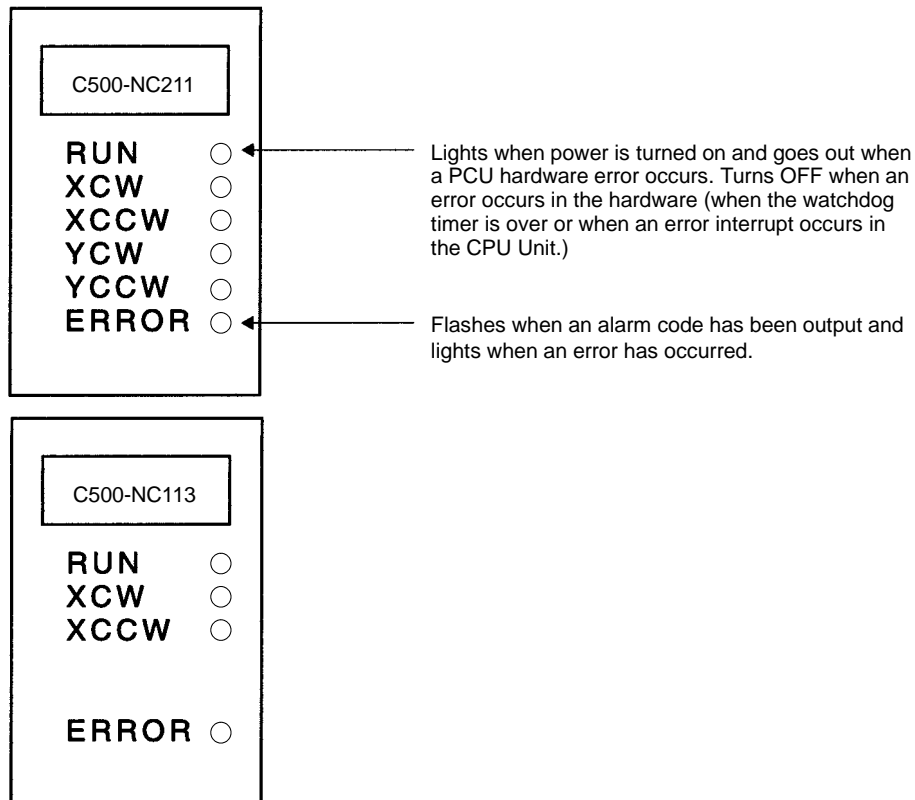 C500-NC211
RUN
XCW
XCCW
YCW
YCCW
ERROR
Lights when power is turned on and goes out when
a PCU hardware error occurs. Turns OFF when an
error occurs in the hardware (when the watchdog
timer is over or when an error interrupt occurs in
the CPU Unit.)
Flashes when an alarm code has been output and
lights when an error has occurred.
C500-NC113
RUN
XCW
XCCW
ERROR